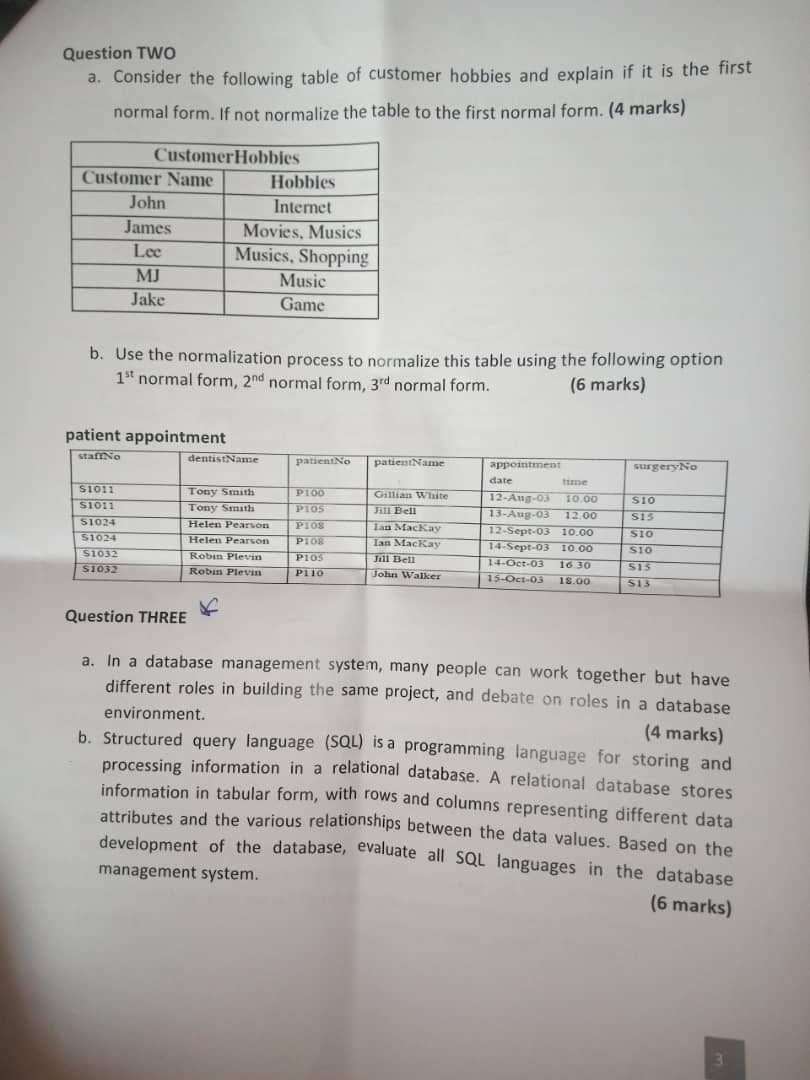 Question TWO
a. Consider the following table of customer hobbies and explain if it is the first
normal form. If not normalize the table to the first normal form. (4 marks)
CustomerHobbies
Customer Name Hobbies
John Internet
James Movies, Musics
Lee Musics, Shopping
MJ Music
Jake Game
b. Use the normalization process to normalize this table using the following option
1st normal form, 2nd normal form, 3rd normal form. (6 marks)
patient appointment
staffNo dentistName patientNo patientName appointment surgeryNo
date time
S1011 Tony Smith P100 Gillian White 12-Aug-03 10.00 S10
S1011 Tony Smith P105 Jill Bell 13-Aug-03 12.00 S15
S1024 Helen Pearson P108 Ian MacKay 12-Sept-03 10.00 S10
S1024 Helen Pearson P108 Ian MacKay 14-Sept-03 10.00 S10
S1032 Robin Plevin P105 Jill Bell 14-Oct-03 16.30 S15
S1032 Robin Plevin P110 John Walker 15-Oct-03 18.00 S13
Question THREE
a. In a database management system, many people can work together but have
different roles in building the same project, and debate on roles in a database
environment. (4 marks)
b. Structured query language (SQL) is a programming language for storing and
processing information in a relational database. A relational database stores
information in tabular form, with rows and columns representing different data
attributes and the various relationships between the data values. Based on the
development of the database, evaluate all SQL languages in the database
management system.
(6 marks)
3